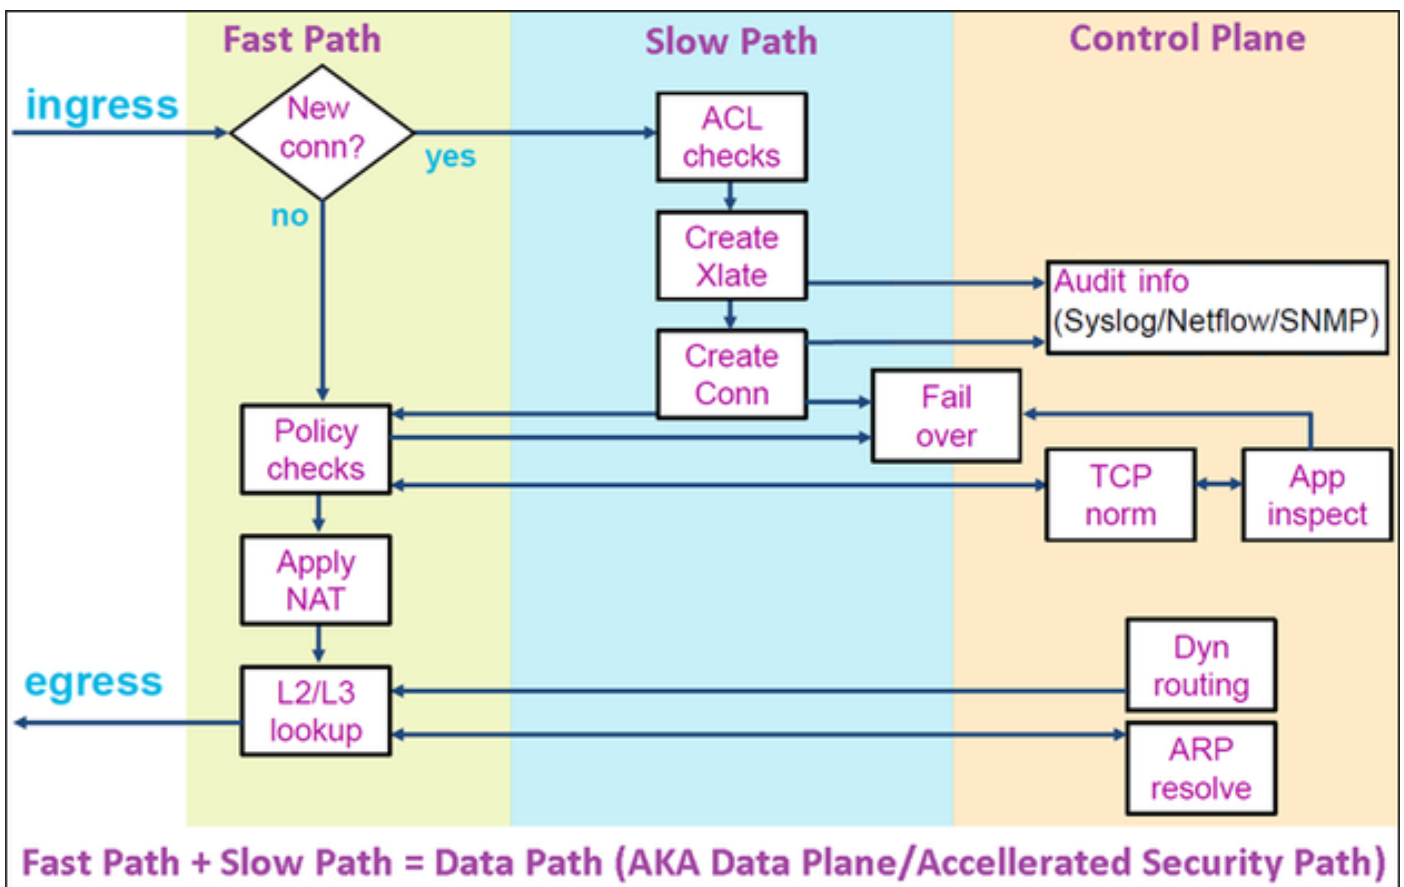 Fast Path
Slow Path
Control Plane
ingress
New
conn?
yes
no
ACL
checks
Create
Xlate
Create
Conn
Audit info
(Syslog/Netflow/SNMP)
Fail
over
Policy
checks
TCP
norm
App
inspect
Apply
NAT
egress
L2/L3
lookup
Dyn
routing
ARP
resolve
Fast Path + Slow Path = Data Path (AKA Data Plane/Accellerated Security Path)